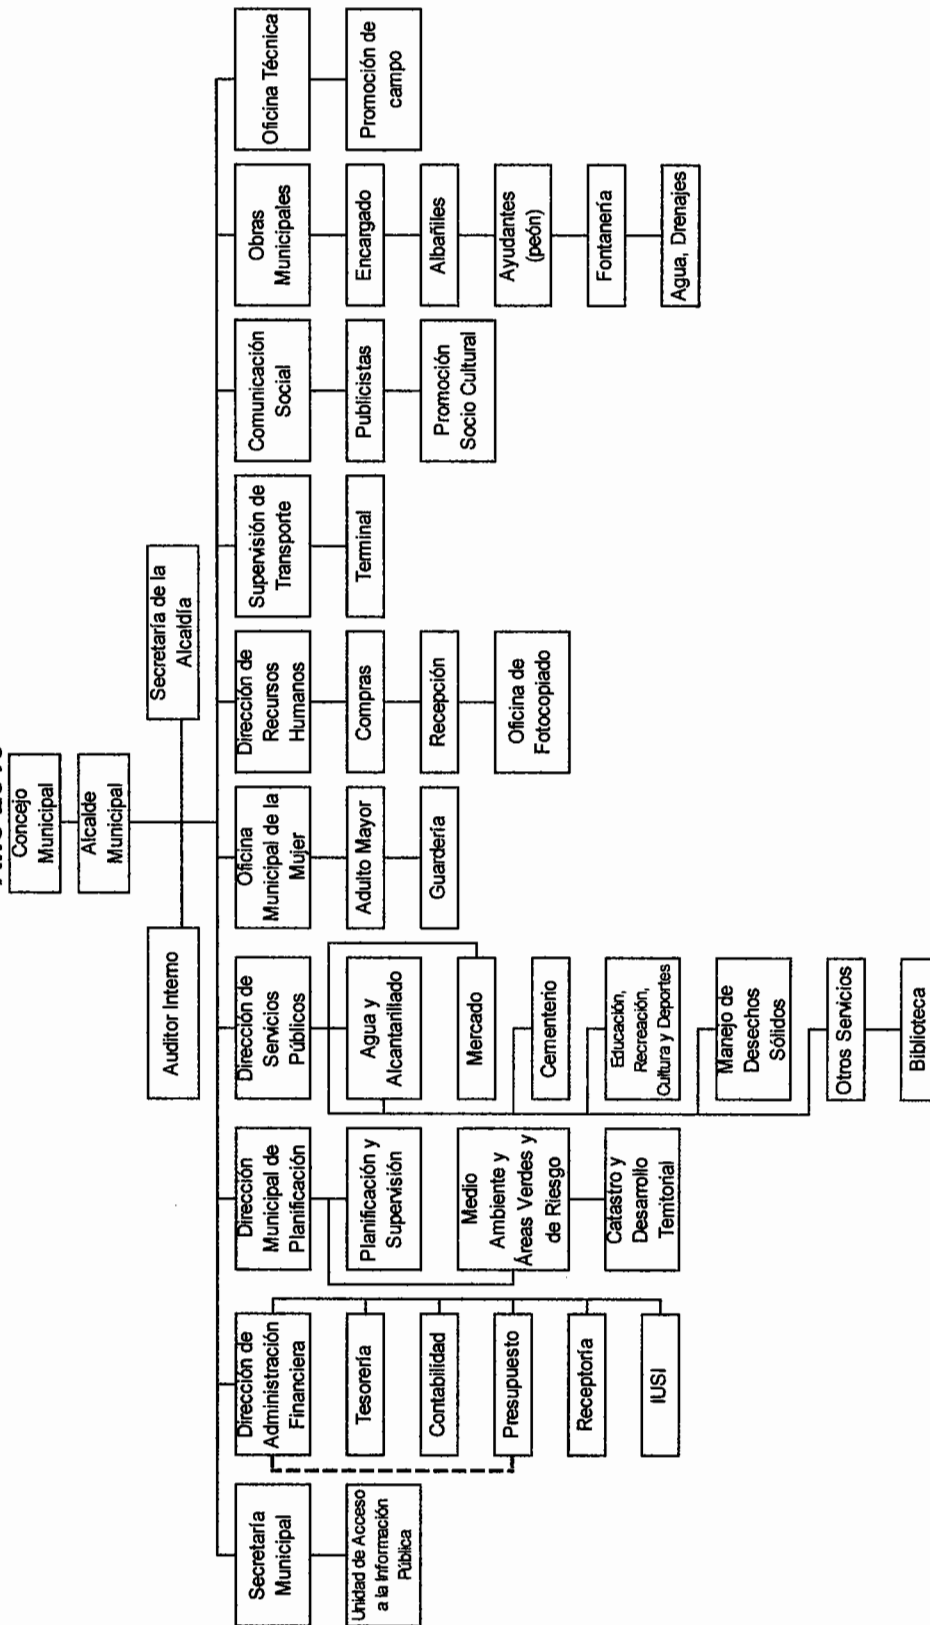 Concejo
Municipal
Alcalde
Municipal
Auditor Interno
Secretaría de la
Alcaldía
Secretaría
Municipal
Unidad de Acceso
a la Información
Pública
Dirección de
Administración
Financiera
Tesorería
Contabilidad
Presupuesto
Receptoría
IUSI
Dirección
Municipal de
Planificación
Planificación y
Supervisión
Medio
Ambiente y
Áreas Verdes y
de Riesgo
Catastro y
Desarrollo
Territorial
Dirección de
Servicios
Públicos
Agua y
Alcantarillado
Mercado
Cementerio
Educación,
Recreación,
Cultura y Deportes
Manejo de
Desechos
Sólidos
Otros Servicios
Biblioteca
Oficina
Municipal de la
Mujer
Adulto Mayor
Guardería
Dirección de
Recursos
Humanos
Compras
Recepción
Oficina de
Fotocopiado
Supervisión de
Transporte
Terminal
Comunicación
Social
Publicistas
Promoción
Socio Cultural
Obras
Municipales
Encargado
Albañiles
Ayudantes
(peón)
Fontanería
Agua, Drenajes
Oficina Técnica
Promoción de
campo